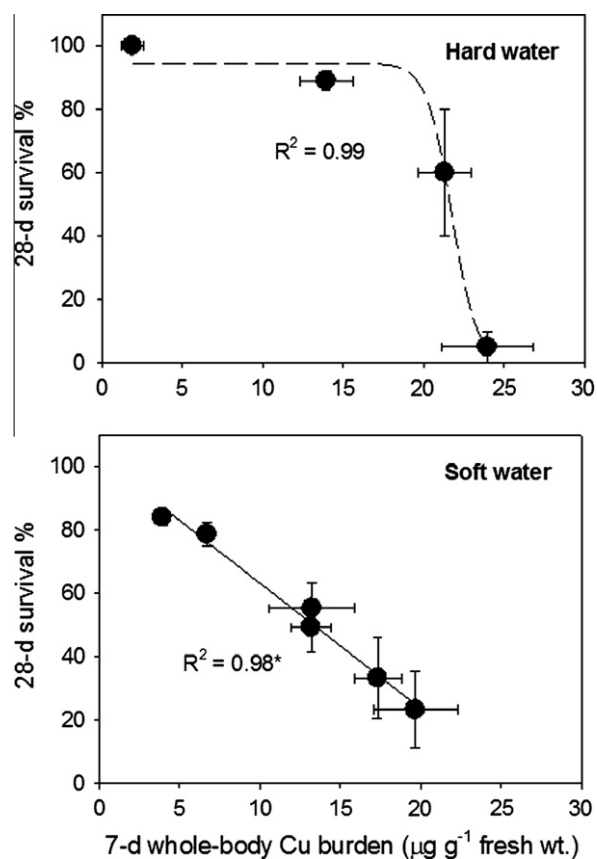 Hard water
28-d survival %
100
80
60
40
20
0
R² = 0.99
0 5 10 15 20 25 30
Soft water
28-d survival %
100
80
60
40
20
0
R² = 0.98*
0 5 10 15 20 25 30
7-d whole-body Cu burden (µg g⁻¹ fresh wt.)